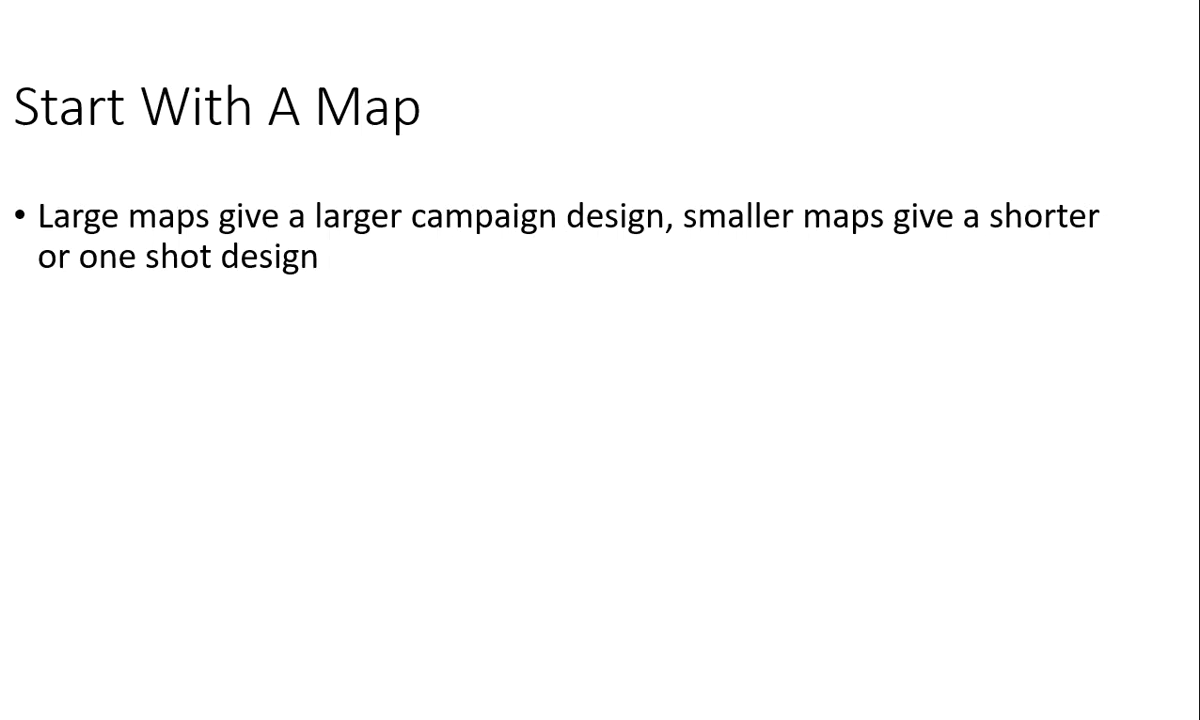 Start With A Map
• Large maps give a larger campaign design, smaller maps give a shorter
or one shot design